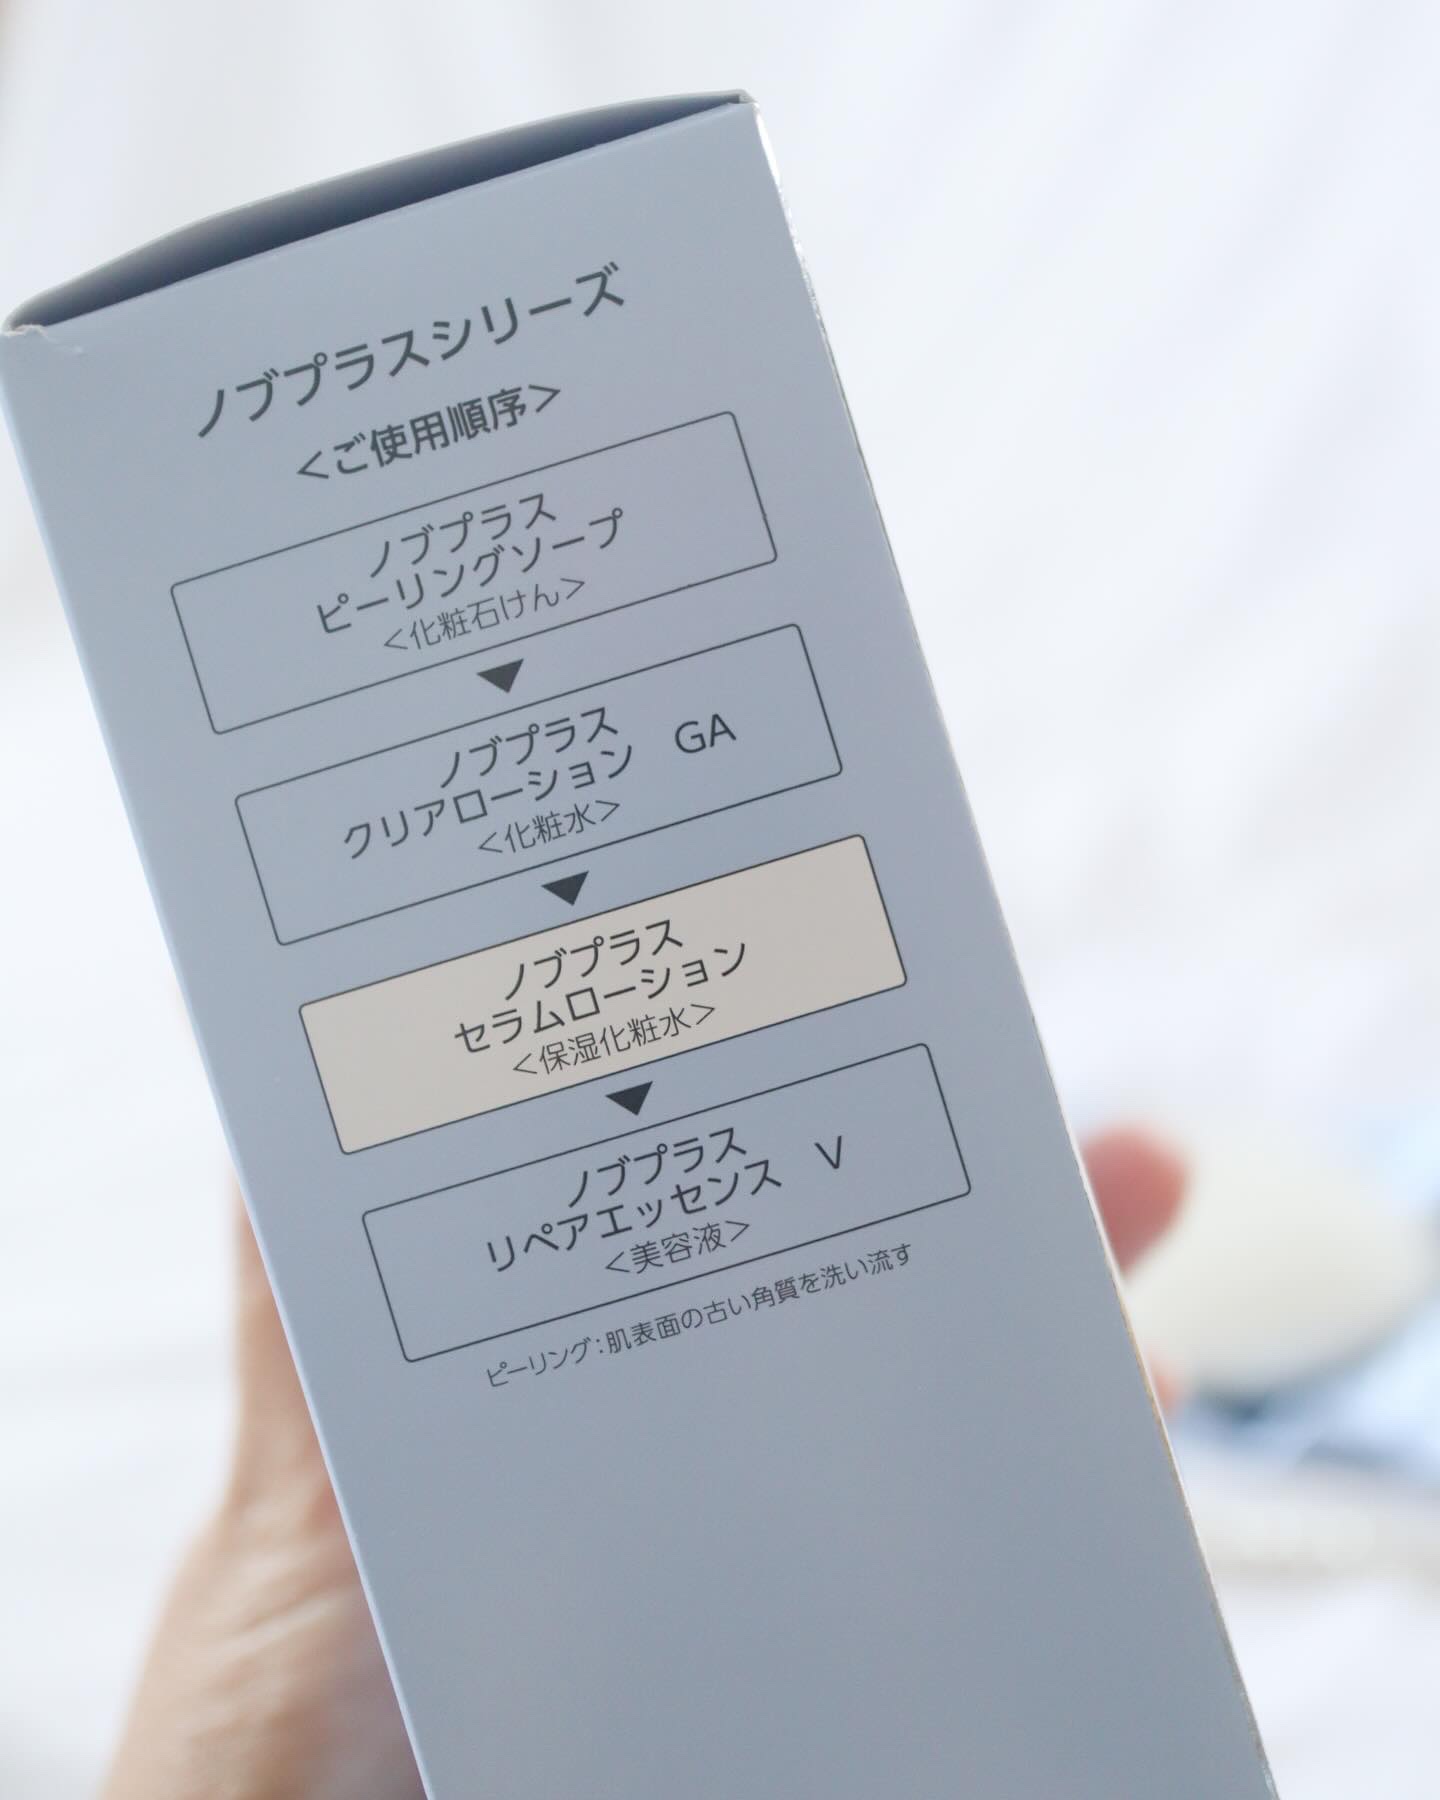 ノブプラスシリーズ
＜ご使用順序＞
ノブプラス
ピーリングソープ
＜化粧石けん＞
▼
ノブプラス
クリアローション　GA
＜化粧水＞
▼
ノブプラス
セラムローション
＜保湿化粧水＞
▼
ノブプラス
リペアエッセンス　V
＜美容液＞
ピーリング：肌表面の古い角質を洗い流す